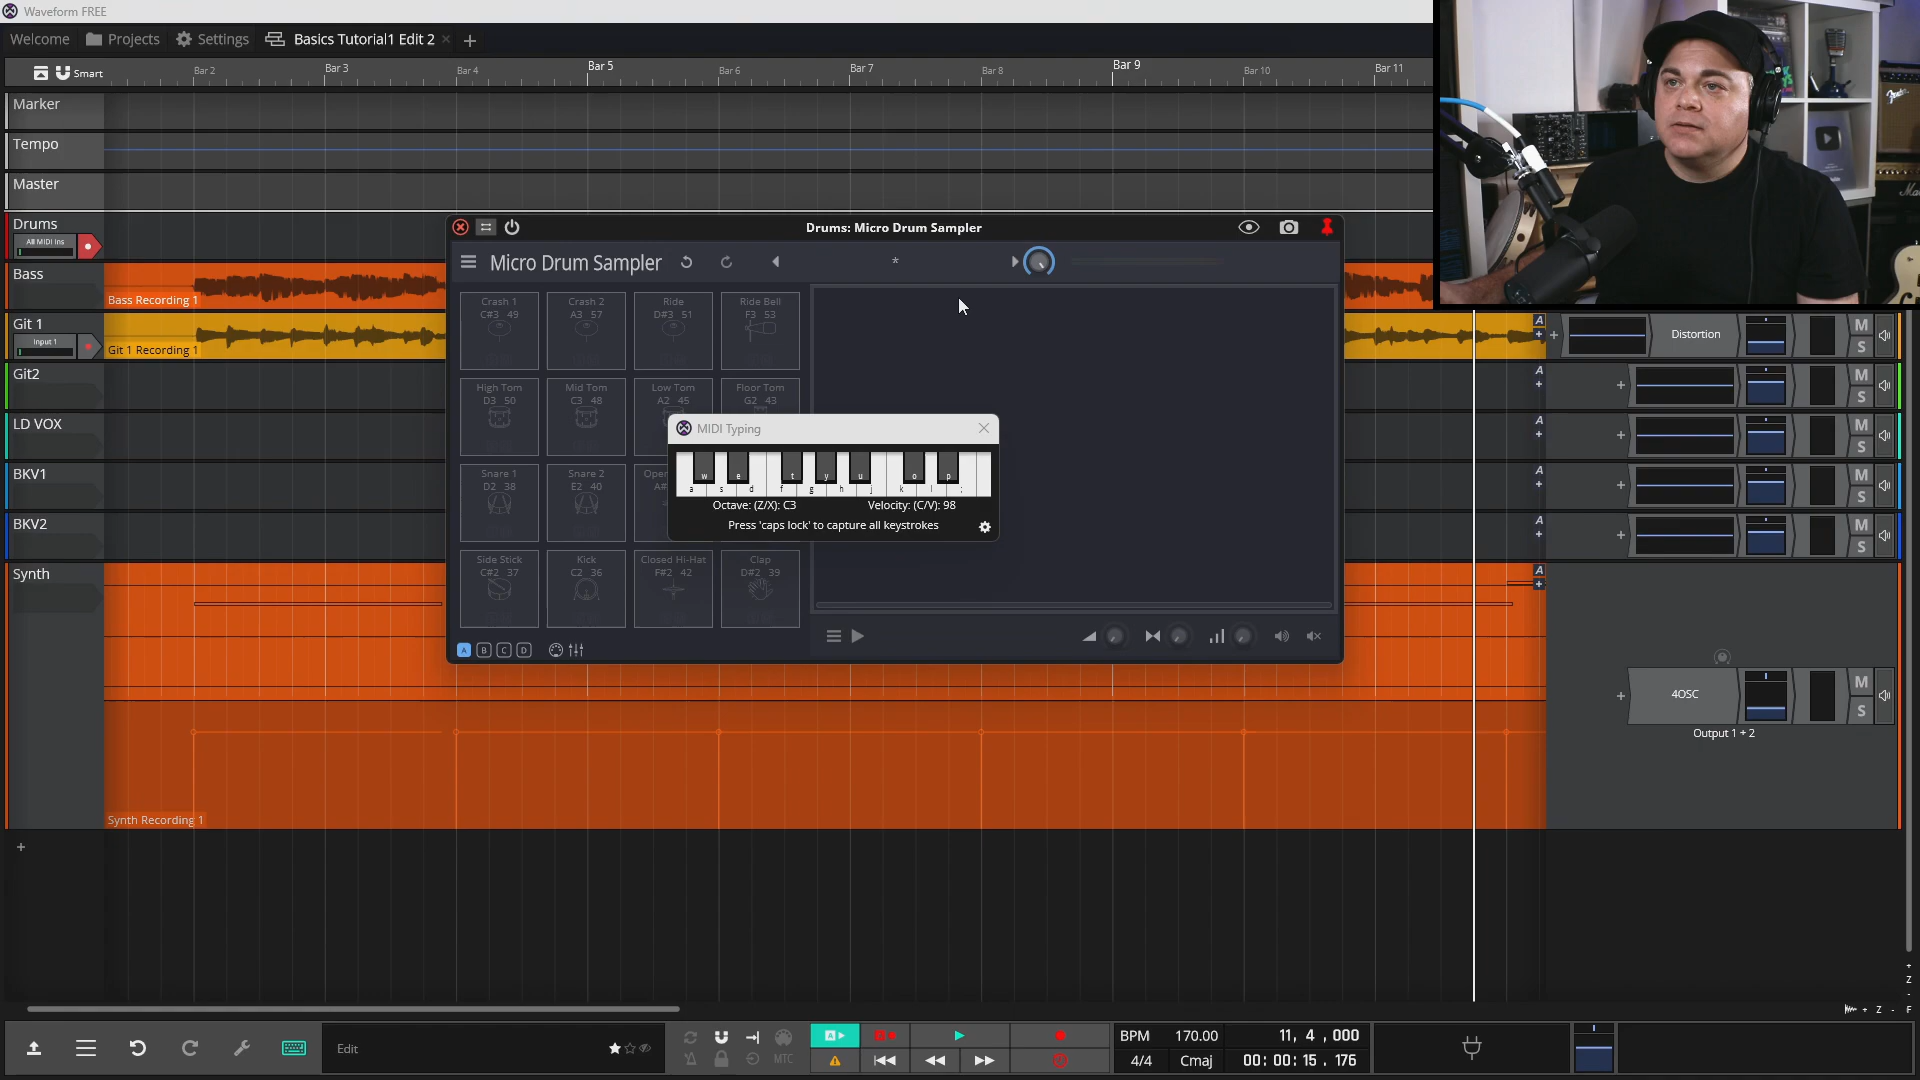 Waveform FREE
Welcome Projects Settings Basics Tutorial1 Edit 2 × +
Smart Bar 2 Bar 3 Bar 4 Bar 5 Bar 6 Bar 7 Bar 8 Bar 9 Bar 10 Bar 11
Marker
Tempo
Master
Drums
All MIDI Ins
Bass
Bass Recording 1
Git 1
Input 1
Git 1 Recording 1
Git2
LD VOX
BKV1
BKV2
Synth
Synth Recording 1
Drums: Micro Drum Sampler
Micro Drum Sampler *
Crash 1 Crash 2 Ride Ride Bell
C#3 49 A3 57 D#3 51 F3 53
High Tom Mid Tom Low Tom Floor Tom
D3 50 C3 48 A2 45 G2 43
Snare 1 Snare 2 Open
D2 38 E2 40 A#
Side Stick Kick Closed Hi-Hat Clap
C#2 37 C2 36 F#2 42 D#2 39
A B C D
MIDI Typing
w e t y u o p
a s d f g h j k l ;
Octave: (Z/X): C3 Velocity: (C/V): 98
Press 'caps lock' to capture all keystrokes
A + Distortion M S
A + M S
A + M S
A + M S
A + M S
A + 4OSC M S
Output 1 + 2
Fender
+ Z -
+ Z - F
Edit
MTC
BPM 170.00 11, 4 ,000
4/4 Cmaj 00: 00: 15 . 176